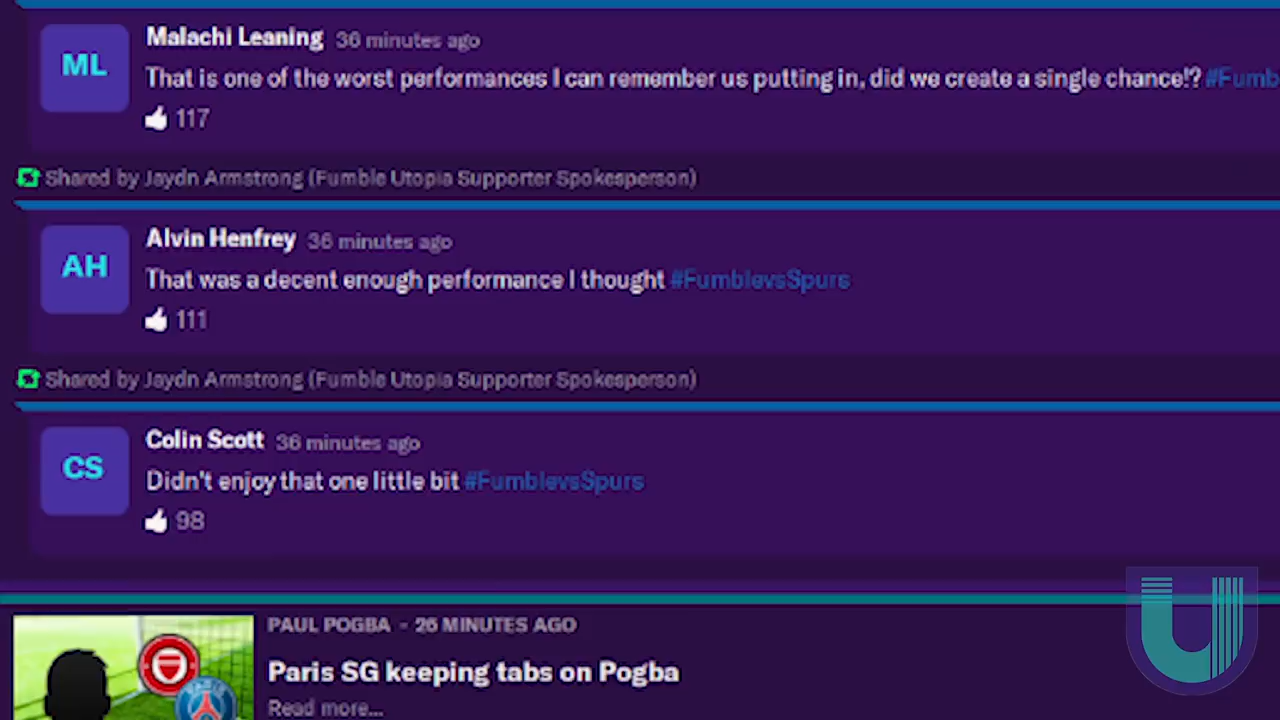 ML
Malachi Leaning 36 minutes ago
That is one of the worst performances I can remember us putting in, did we create a single chance!? #Fumb
117
Shared by Jaydn Armstrong (Fumble Utopia Supporter Spokesperson)
AH
Alvin Henfrey 36 minutes ago
That was a decent enough performance I thought #FumblevsSpurs
111
Shared by Jaydn Armstrong (Fumble Utopia Supporter Spokesperson)
CS
Colin Scott 36 minutes ago
Didn't enjoy that one little bit #FumblevsSpurs
98
PAUL POGBA - 26 MINUTES AGO
Paris SG keeping tabs on Pogba
Read more...
U